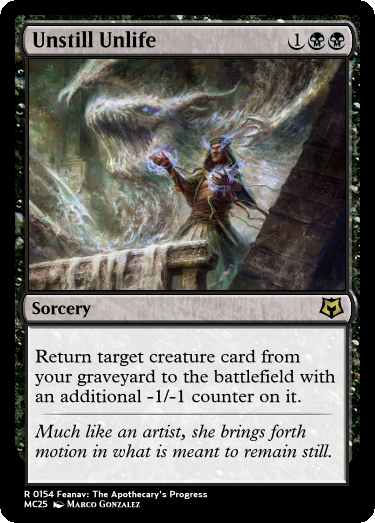 Unstill Unlife 1
Sorcery
Return target creature card from
your graveyard to the battlefield with
an additional -1/-1 counter on it.
Much like an artist, she brings forth
motion in what is meant to remain still.
R 0154 Feanav: The Apothecary's Progress
MC25 Marco Gonzalez